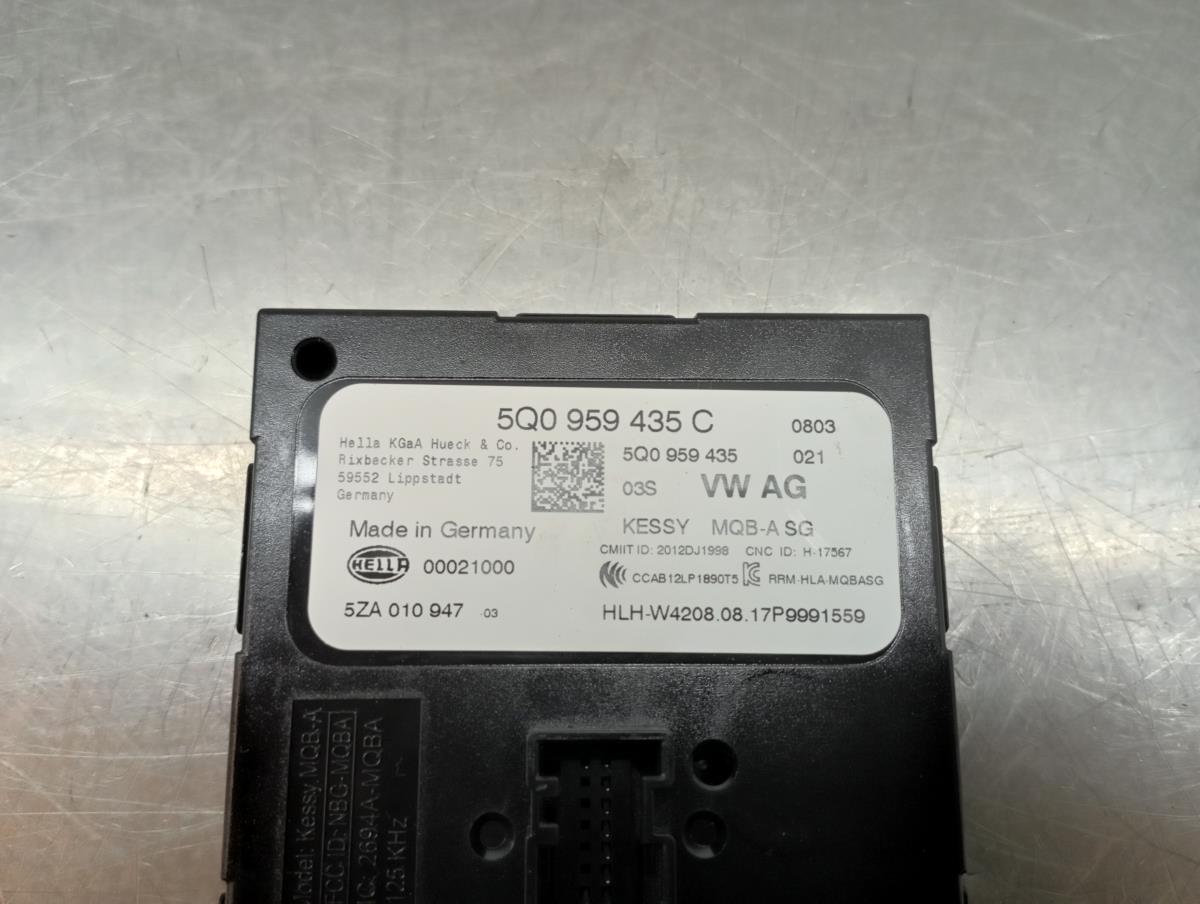 5Q0 959 435 C 0803
Hella KGaA Hueck & Co.
Rixbecker Strasse 75
59552 Lippstadt
Germany
5Q0 959 435 021
03S VW AG
Made in Germany
KESSY MQB-A SG
CMIIT ID: 2012DJ1998 CNC ID: H-17567
HELLA 00021000
CCAB12LP1890T5 RRM-HLA-MQBASG
5ZA 010 947 03
HLH-W4208.08.17P9991559
Model: Kessy MQB-A
FCC ID: NBG-MQBA
IC: 2694A-MQBA
125 KHz